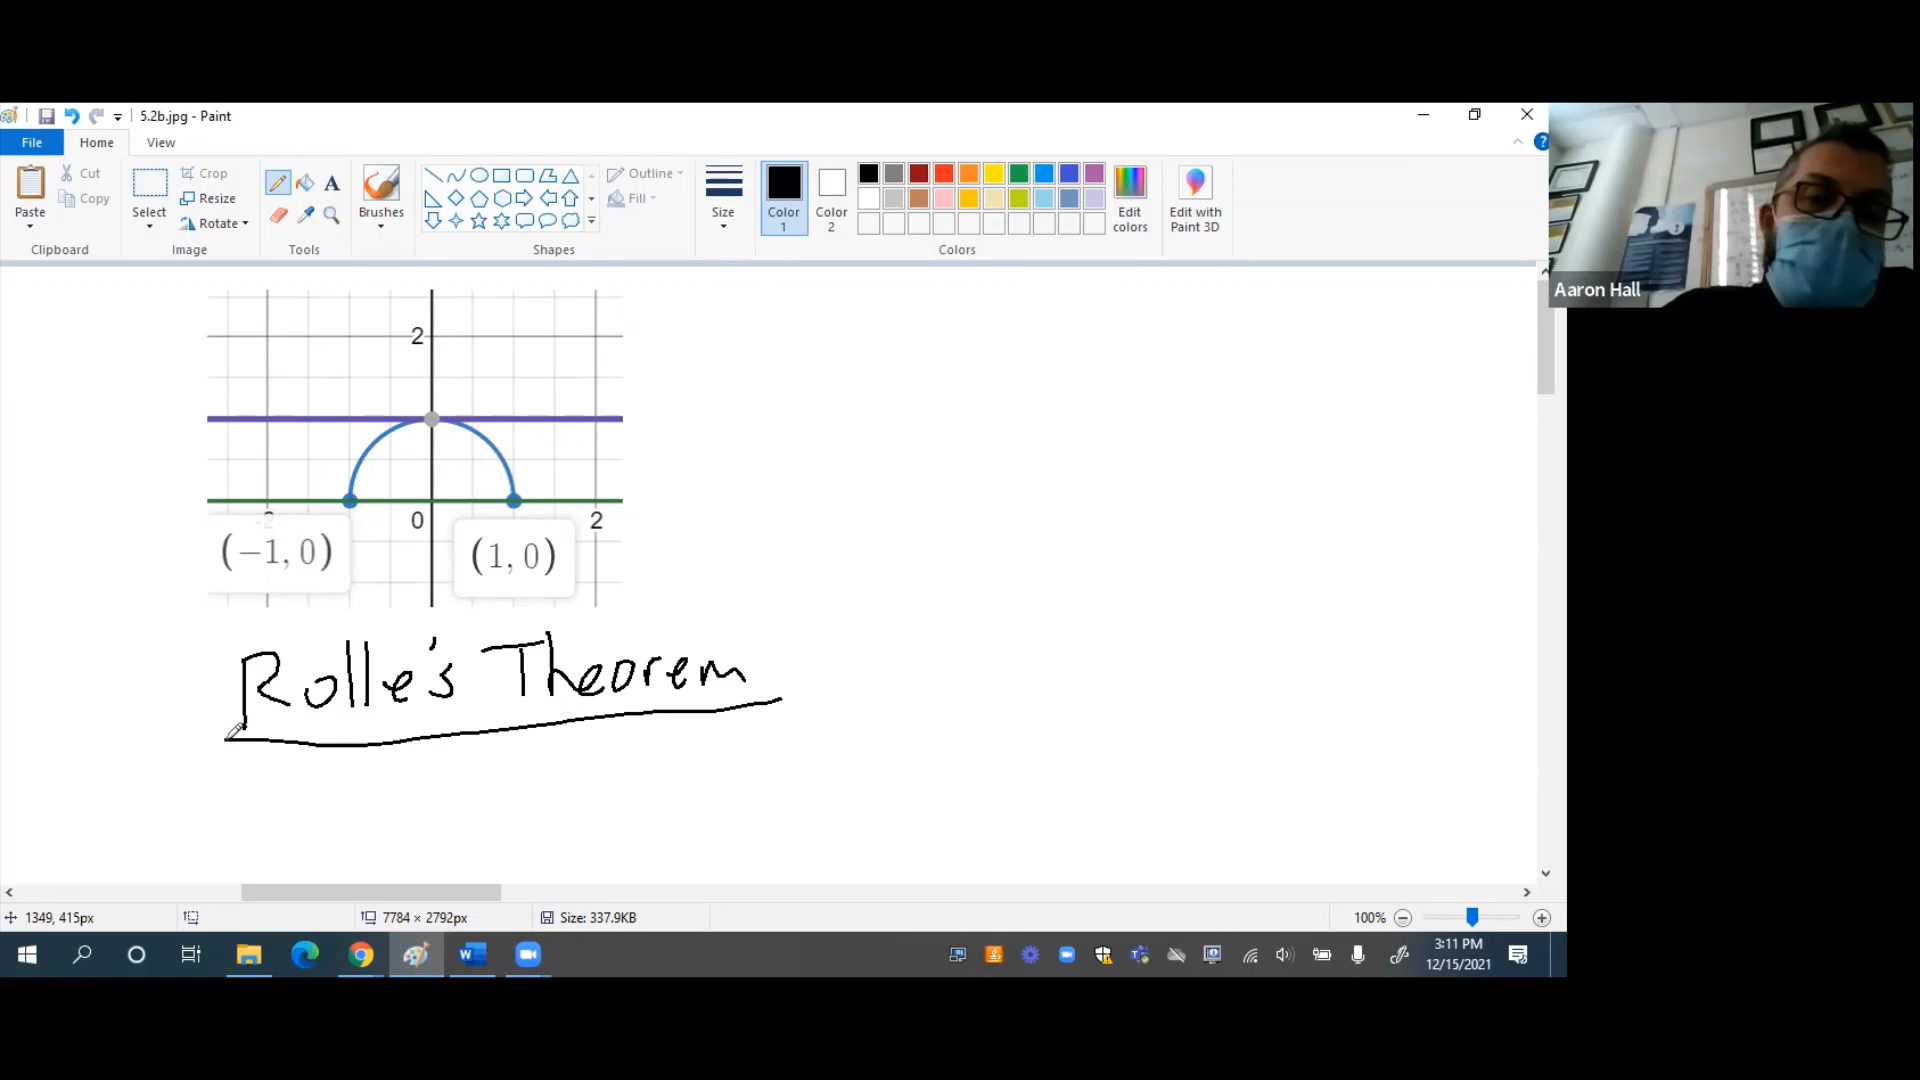 5.2b.jpg - Paint
File Home View
Paste
Cut
Copy
Clipboard
Select
Crop
Resize
Rotate
Image
A
Tools
Brushes
Shapes
Outline
Fill
Size
Color 1
Color 2
Edit colors
Colors
Edit with Paint 3D
?
Aaron Hall
2
-2
0
2
(−1, 0)
(1, 0)
Rolle's Theorem
1349, 415px
7784 × 2792px
Size: 337.9KB
100%
3:11 PM
12/15/2021